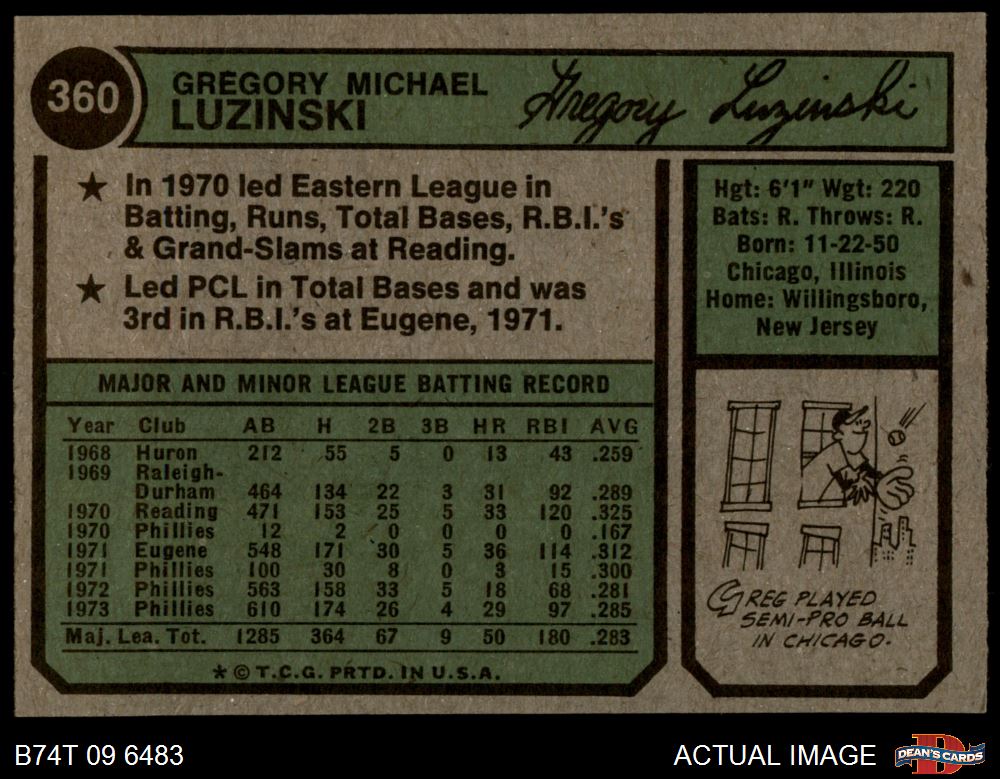 360
GREGORY MICHAEL
LUZINSKI
Gregory Luzinski
★ In 1970 led Eastern League in
Batting, Runs, Total Bases, R.B.I.'s
& Grand-Slams at Reading.
★ Led PCL in Total Bases and was
3rd in R.B.I.'s at Eugene, 1971.
Hgt: 6'1" Wgt: 220
Bats: R. Throws: R.
Born: 11-22-50
Chicago, Illinois
Home: Willingsboro,
New Jersey
MAJOR AND MINOR LEAGUE BATTING RECORD
Year Club AB H 2B 3B HR RBI AVG
1968 Huron 212 55 5 0 13 43 .259
1969 Raleigh-
Durham 464 134 22 3 31 92 .289
1970 Reading 471 153 25 5 33 120 .325
1970 Phillies 12 2 0 0 0 0 .167
1971 Eugene 548 171 30 5 36 114 .312
1971 Phillies 100 30 8 0 3 15 .300
1972 Phillies 563 158 33 5 18 68 .281
1973 Phillies 610 174 26 4 29 97 .285
Maj. Lea. Tot. 1285 364 67 9 50 180 .283
* © T.C.G. PRTD. IN U.S.A.
GREG PLAYED
SEMI-PRO BALL
IN CHICAGO.
B74T 09 6483
ACTUAL IMAGE
D
DEAN'S CARDS